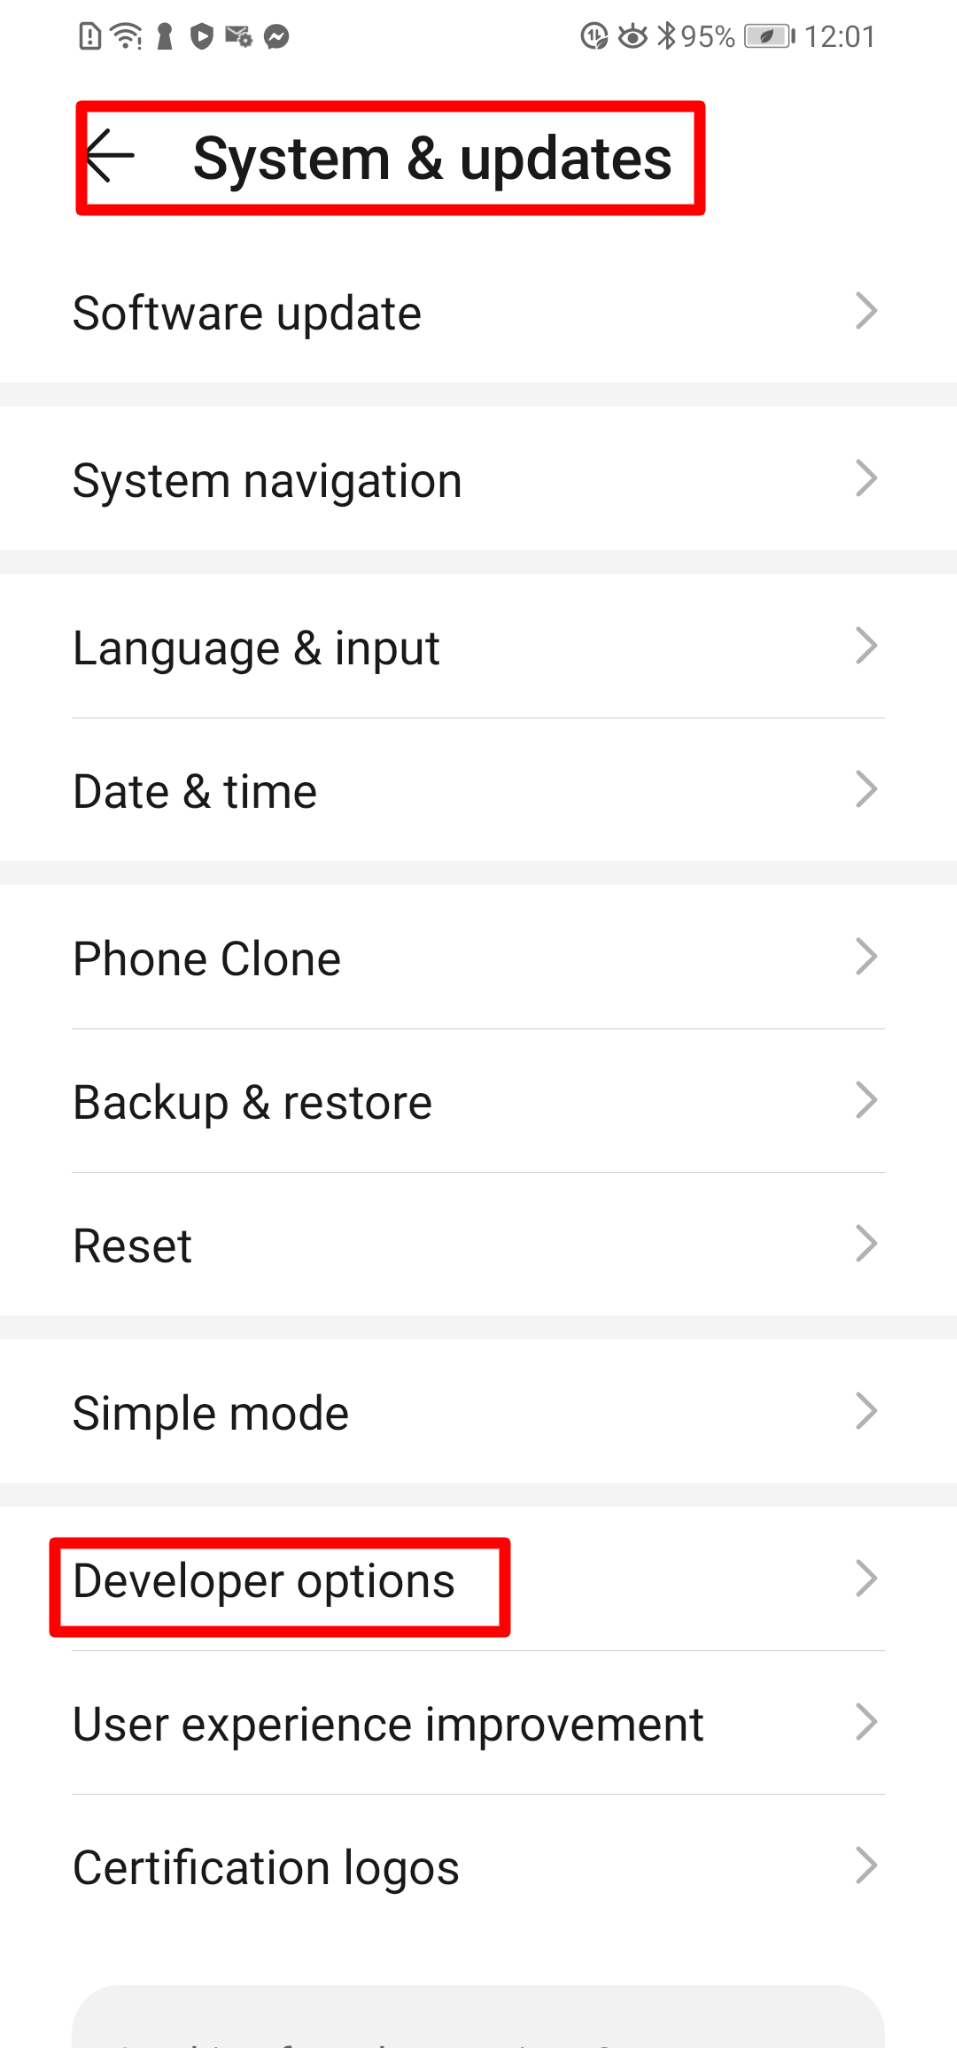 95% 12:01
System & updates
Software update
System navigation
Language & input
Date & time
Phone Clone
Backup & restore
Reset
Simple mode
Developer options
User experience improvement
Certification logos